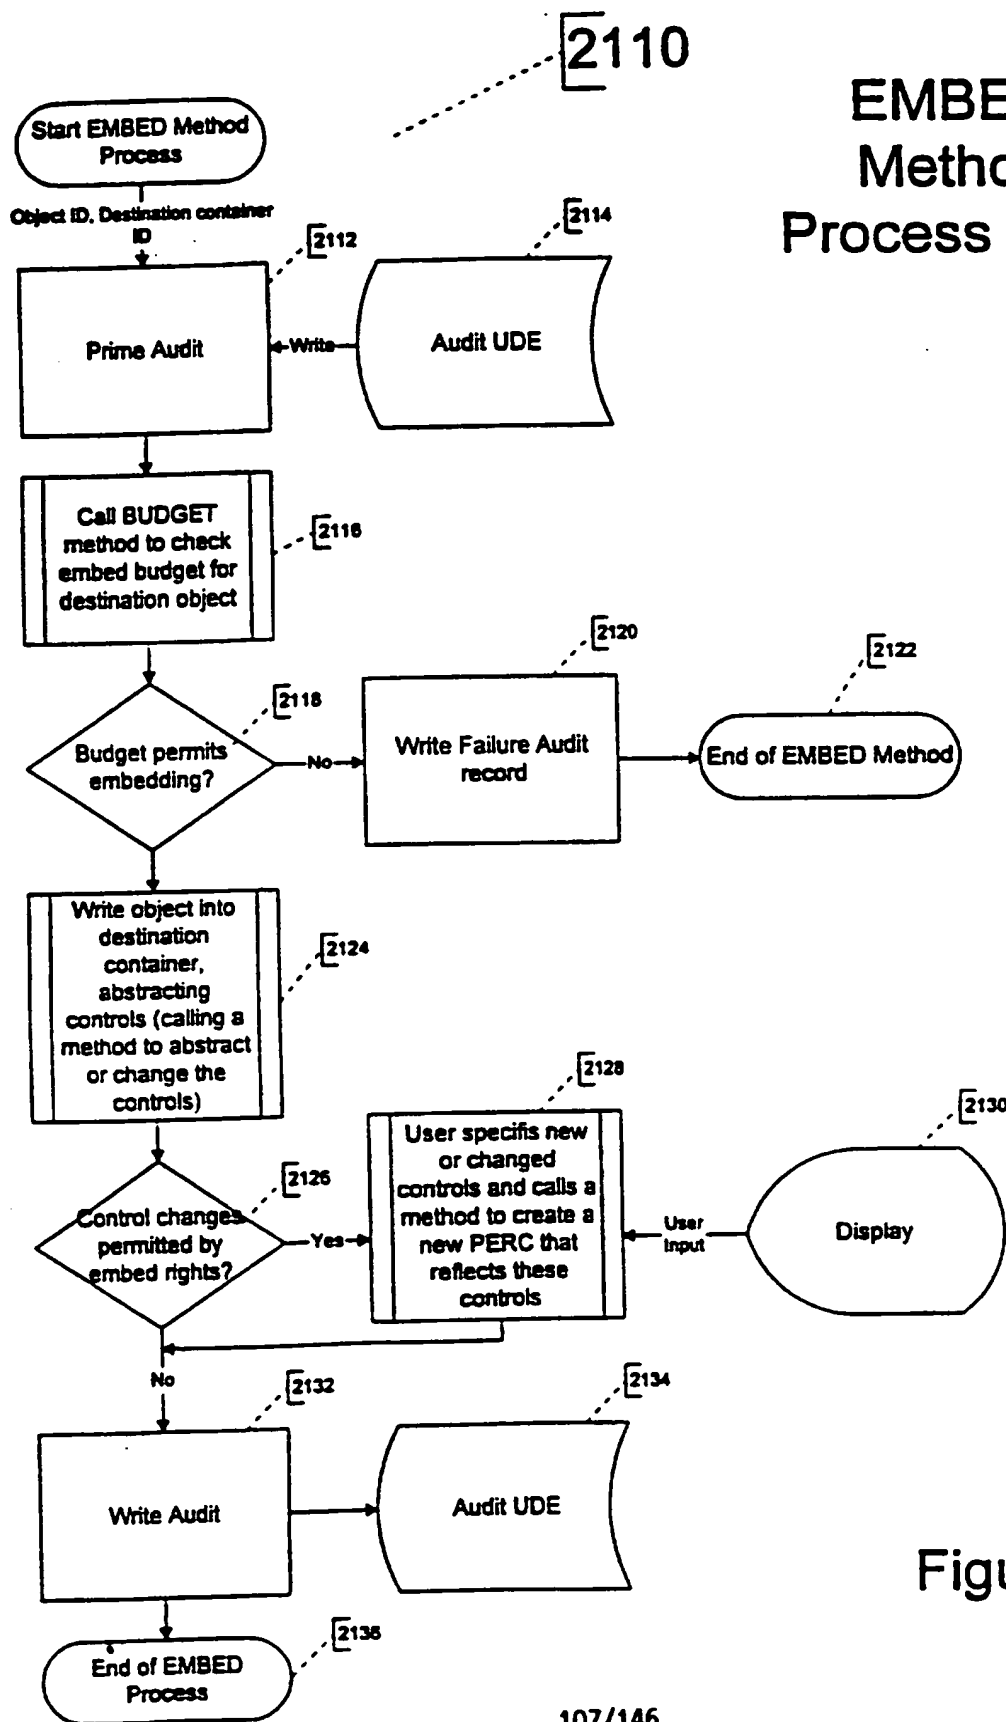 2110
EMBE
Metho
Process
Start EMBED Method
Process
Object ID, Destination container
ID
2112
2114
Prime Audit
Write
Audit UDE
Call BUDGET
method to check
embed budget for
destination object
2116
2118
2120
2122
Budget permits
embedding?
No
Write Failure Audit
record
End of EMBED Method
Write object into
destination
container,
abstracting
controls (calling a
method to abstract
or change the
controls)
2124
2126
2128
2130
Control changes
permitted by
embed rights?
Yes
User specifis new
or changed
controls and calls a
method to create a
new PERC that
reflects these
controls
User
Input
Display
No
2132
2134
Write Audit
Audit UDE
Figu
2136
End of EMBED
Process
107/146